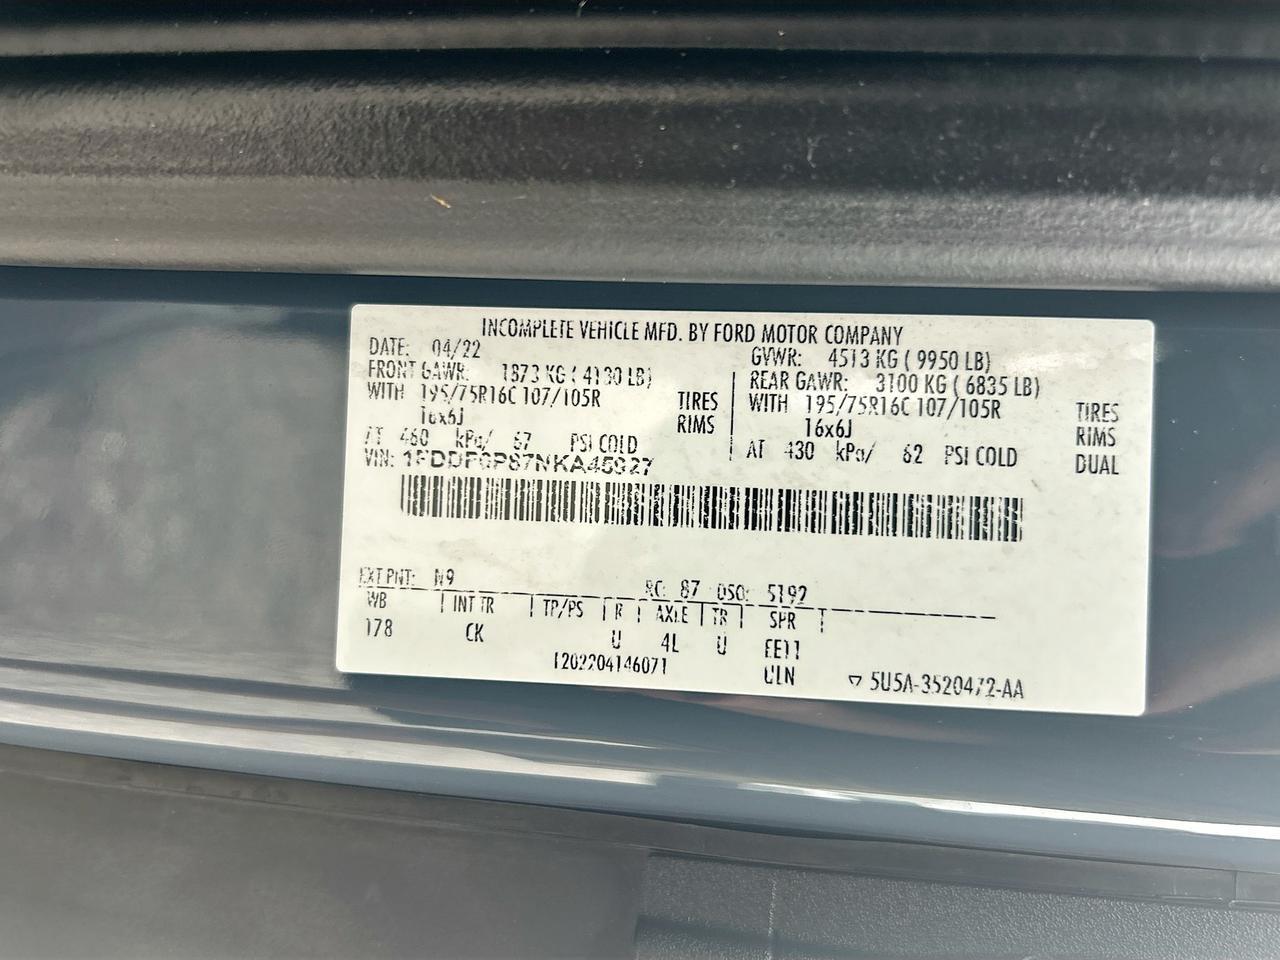 INCOMPLETE VEHICLE MFD. BY FORD MOTOR COMPANY
DATE: 04/22 GVWR: 4513 KG ( 9950 LB)
FRONT GAWR: 1873 KG ( 4130 LB) REAR GAWR: 3100 KG ( 6835 LB)
WITH 195/75R16C 107/105R TIRES WITH 195/75R16C 107/105R TIRES
16x6J RIMS 16x6J RIMS
AT 460 kPa/ 67 PSI COLD AT 430 kPa/ 62 PSI COLD DUAL
VIN:
EXT PNT: N9 RC: 87 DSO: 5192
WB INT TR TP/PS R AXLE TR SPR
178 CK U 4L U EE11
1202204146071 ULN ▽ 5U5A-3520472-AA